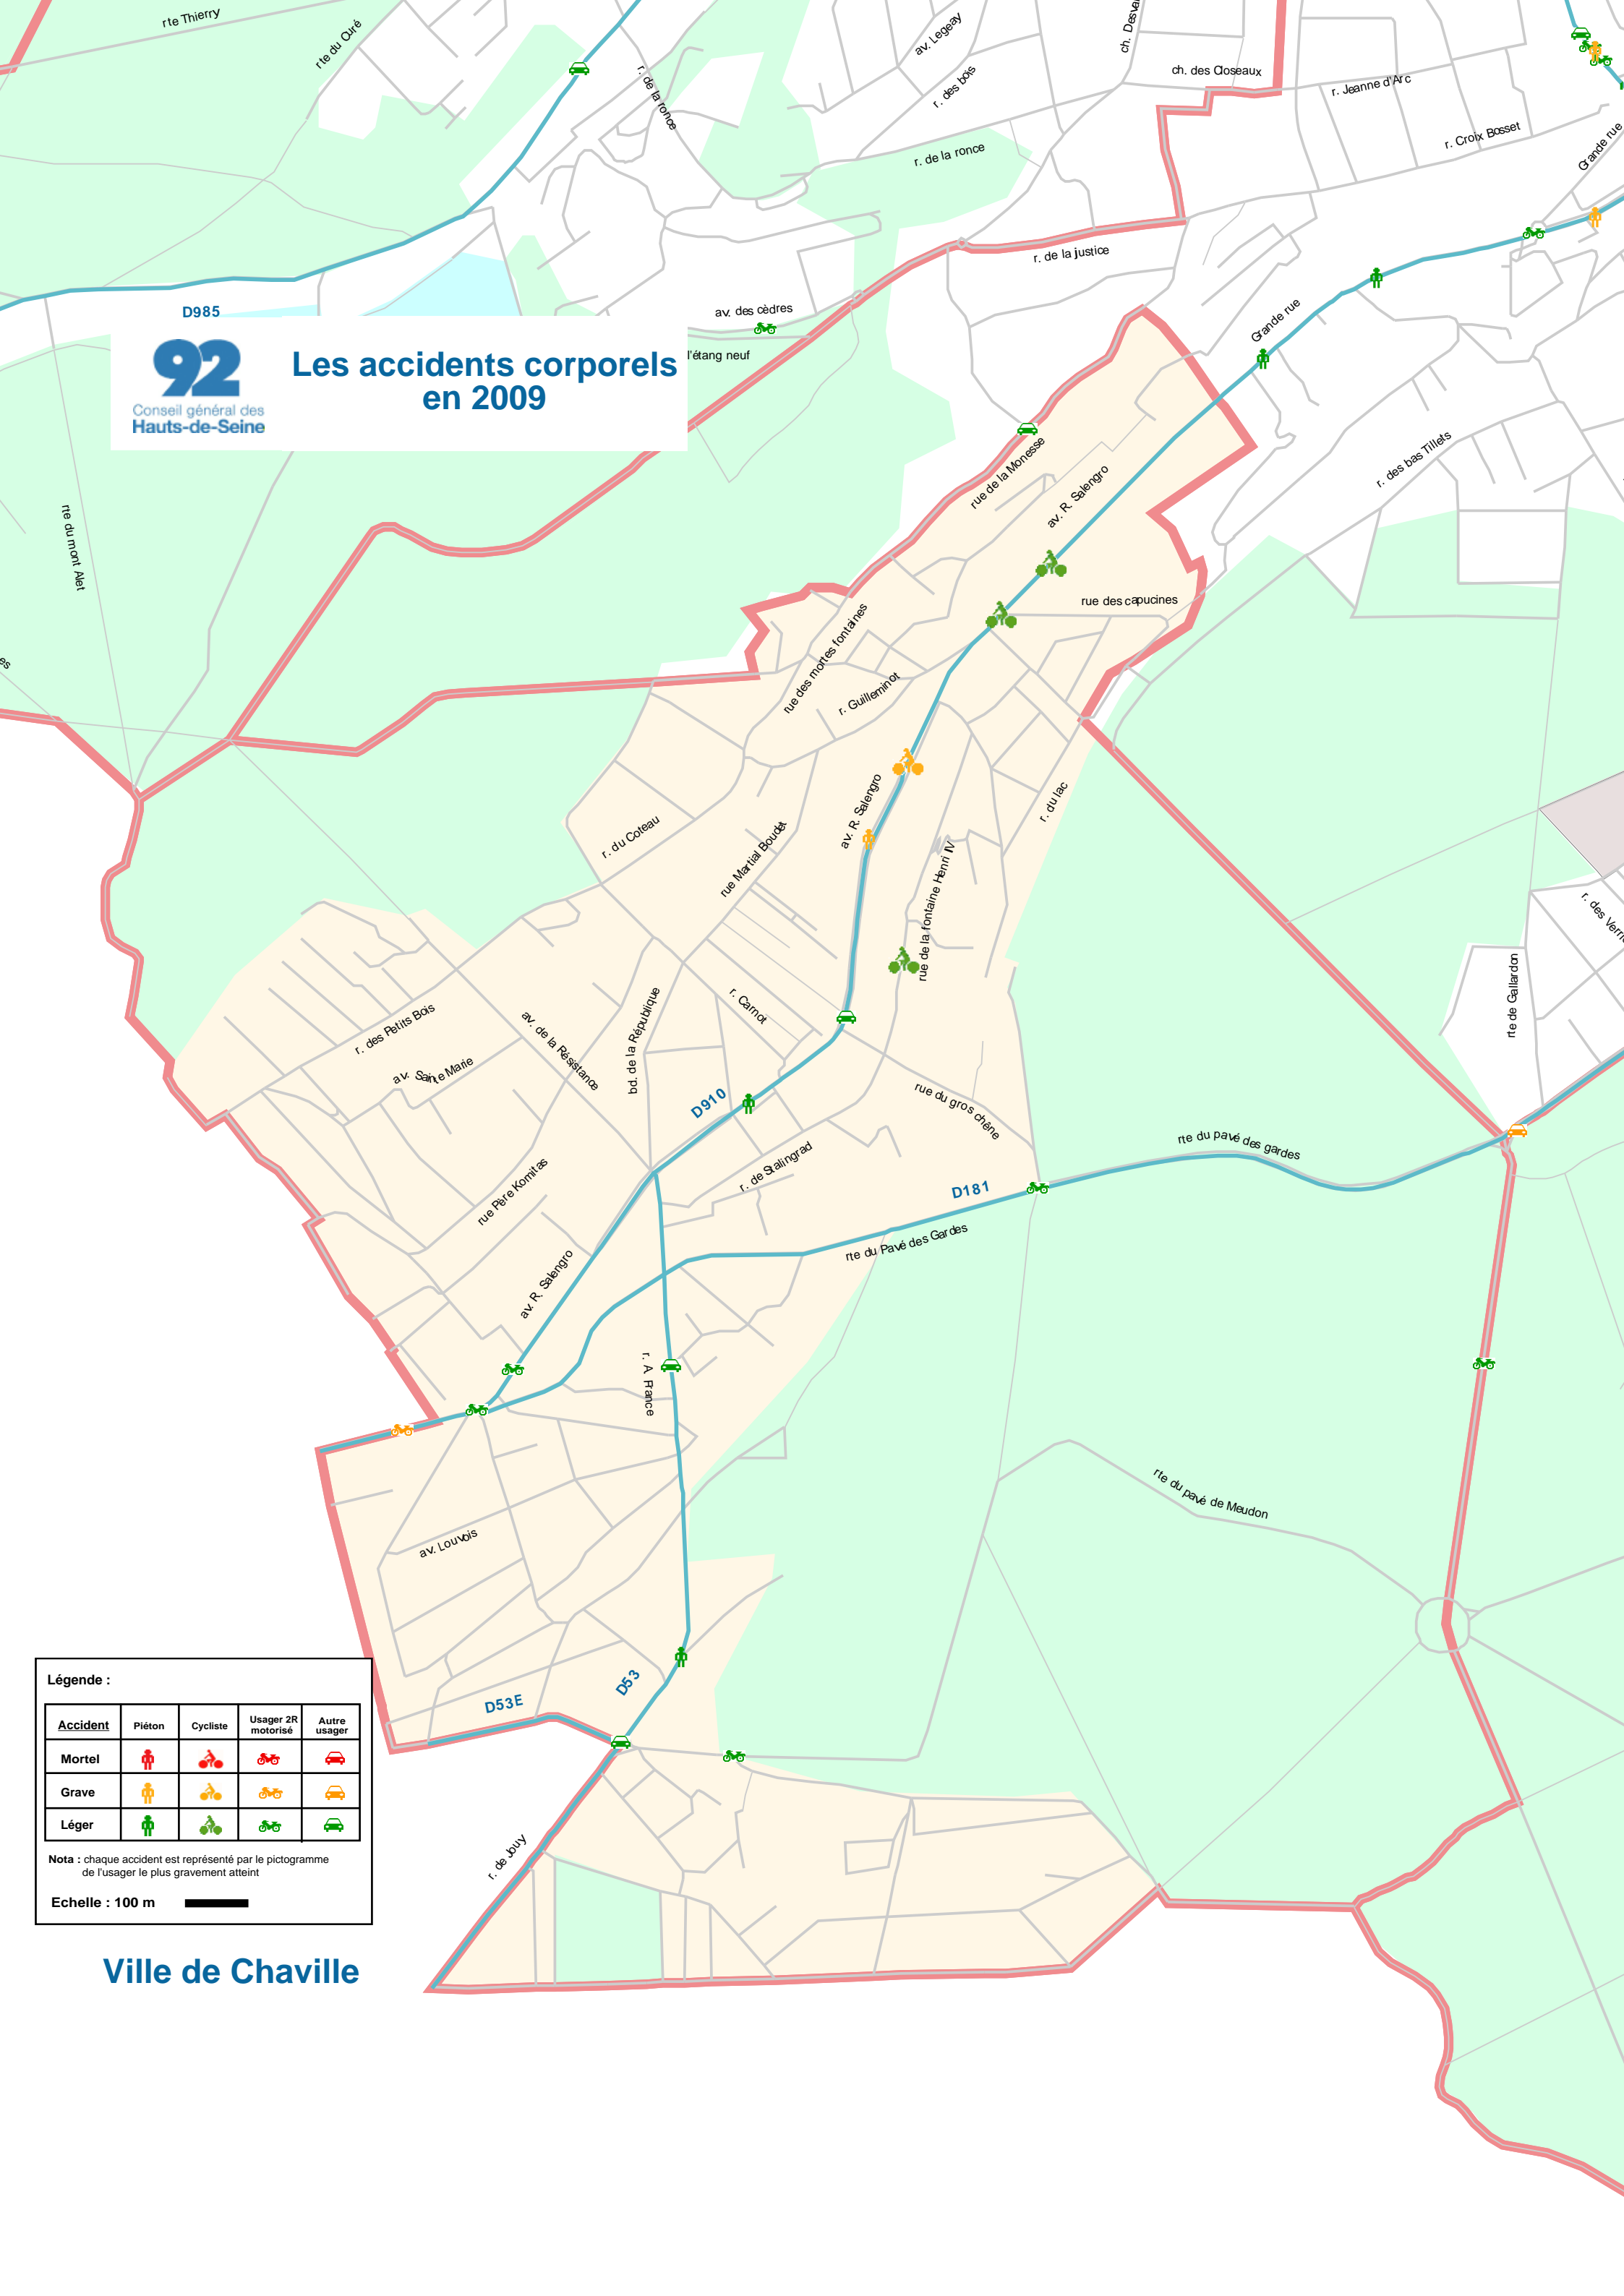 rte Thierry
rte du Curé
r. de la ronce
av. Legeay
r. des bois
ch. des Closeaux
r. Jeanne d'Arc
r. Croix Bosset
Grande rue
r. de la ronce
r. de la justice
D985
av. des cèdres
l'étang neuf
Grande rue
92
Conseil général des
Hauts-de-Seine
Les accidents corporels
en 2009
rue de la Monesse
av. R. Salengro
r. des bas Tillets
rte du mont Alet
rue des capucines
rue des mortes fontaines
r. Guilleminot
av. R. Salengro
r. du lac
r. du Coteau
rue Martial Boudet
rue de la fontaine Henri IV
rte de Gallardon
r. des Petits Bois
av. Sainte Marie
av. de la Résistance
bd. de la République
r. Carnot
D910
rue du gros chêne
rte du pavé des gardes
r. de Stalingrad
D181
rue Père Komitas
rte du Pavé des Gardes
av. R. Salengro
r. A. France
rte du pavé de Meudon
av. Louvois
D53E
D53
r. de Jouy
Légende :
Accident Piéton Cycliste Usager 2R motorisé Autre usager
Mortel
Grave
Léger
Nota : chaque accident est représenté par le pictogramme
de l'usager le plus gravement atteint
Echelle : 100 m
Ville de Chaville